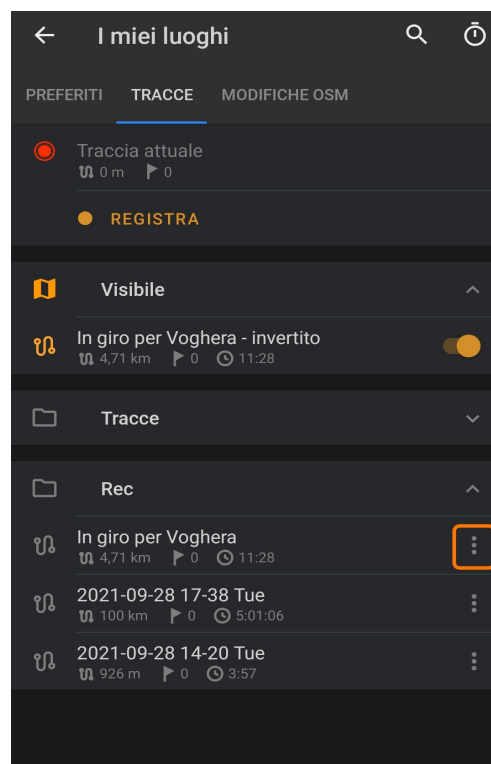 I miei luoghi
PREFERITI TRACCE MODIFICHE OSM
Traccia attuale
0 m 0
REGISTRA
Visibile
In giro per Voghera - invertito
4,71 km 0 11:28
Tracce
Rec
In giro per Voghera
4,71 km 0 11:28
2021-09-28 17-38 Tue
100 km 0 5:01:06
2021-09-28 14-20 Tue
926 m 0 3:57